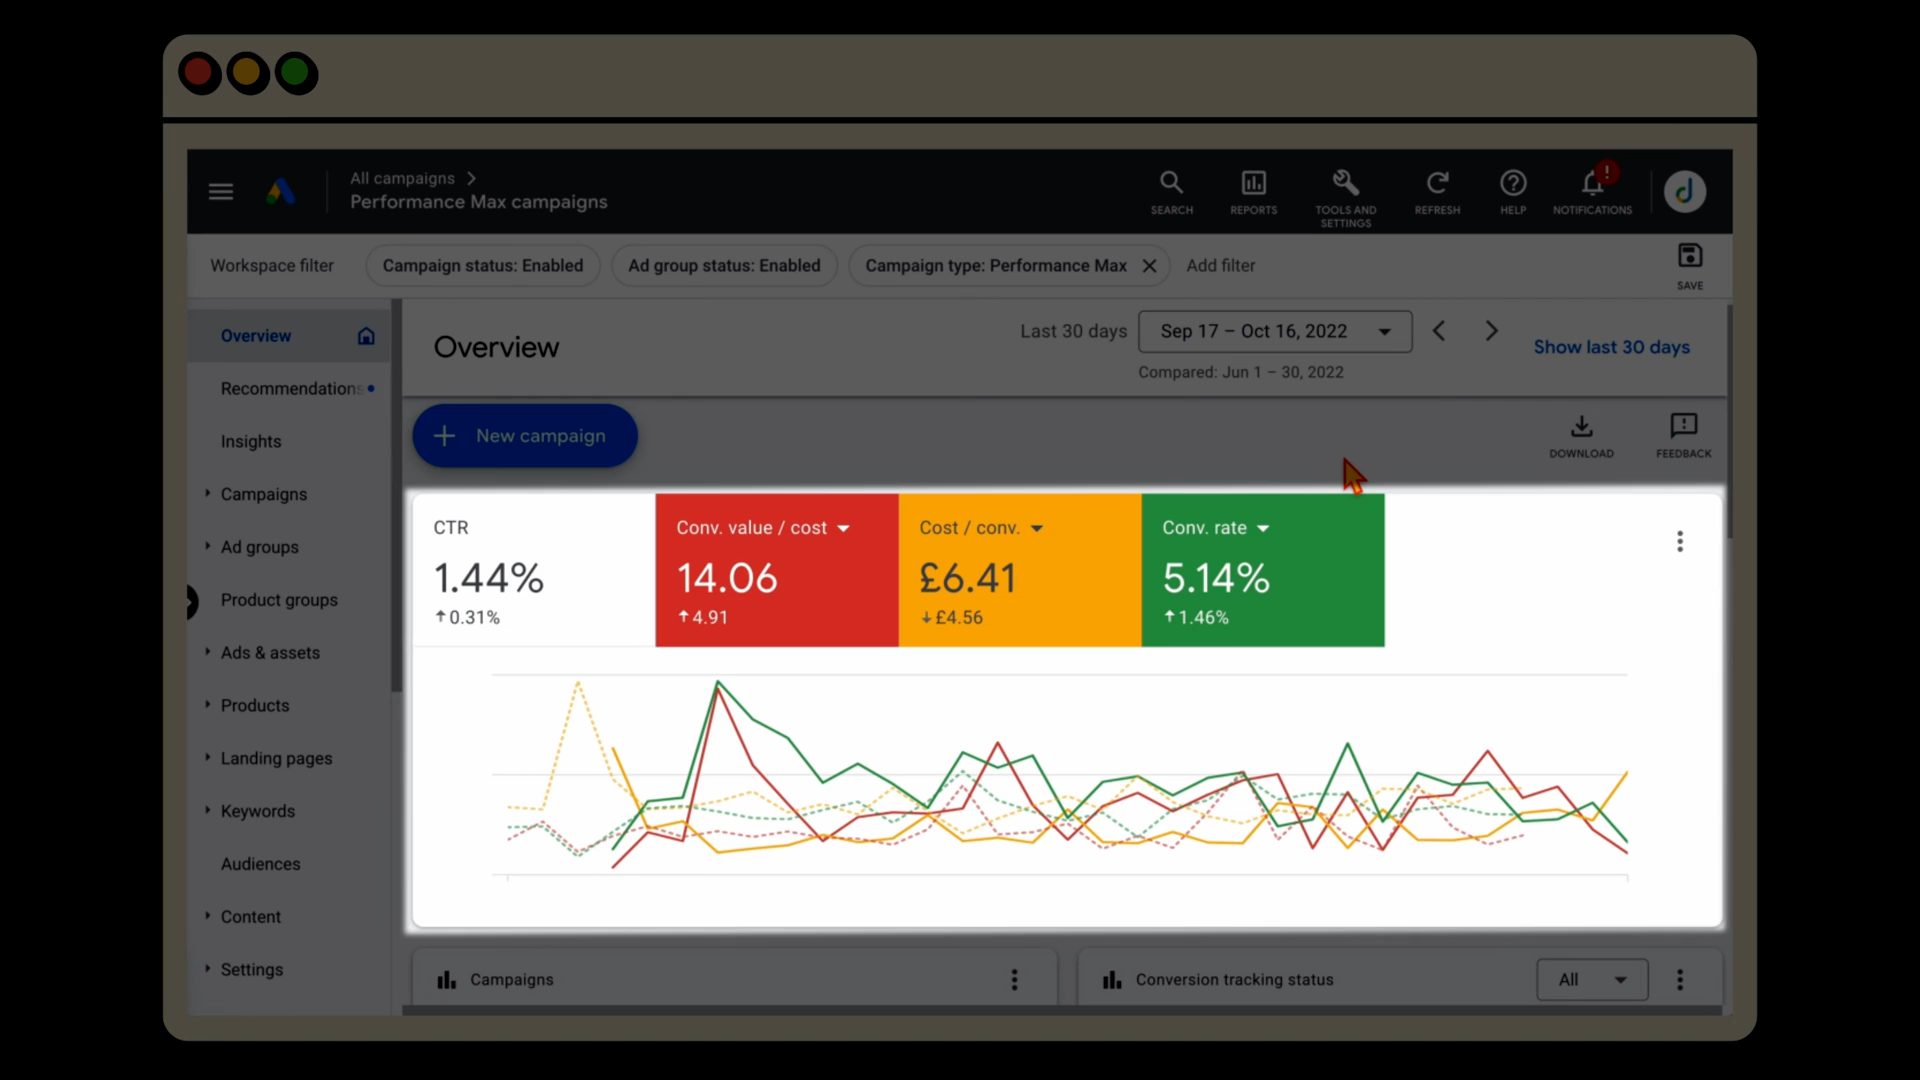 All campaigns
Performance Max campaigns
SEARCH
REPORTS
TOOLS AND
SETTINGS
REFRESH
HELP
!
NOTIFICATIONS
Workspace filter
Campaign status: Enabled
Ad group status: Enabled
Campaign type: Performance Max
Add filter
SAVE
Overview
Recommendations
Insights
Campaigns
Ad groups
Product groups
Ads & assets
Products
Landing pages
Keywords
Audiences
Content
Settings
Overview
Last 30 days
Sep 17 – Oct 16, 2022
Compared: Jun 1 – 30, 2022
Show last 30 days
New campaign
DOWNLOAD
FEEDBACK
CTR
1.44%
↑0.31%
Conv. value / cost
14.06
↑4.91
Cost / conv.
£6.41
↓£4.56
Conv. rate
5.14%
↑1.46%
Campaigns
Conversion tracking status
All